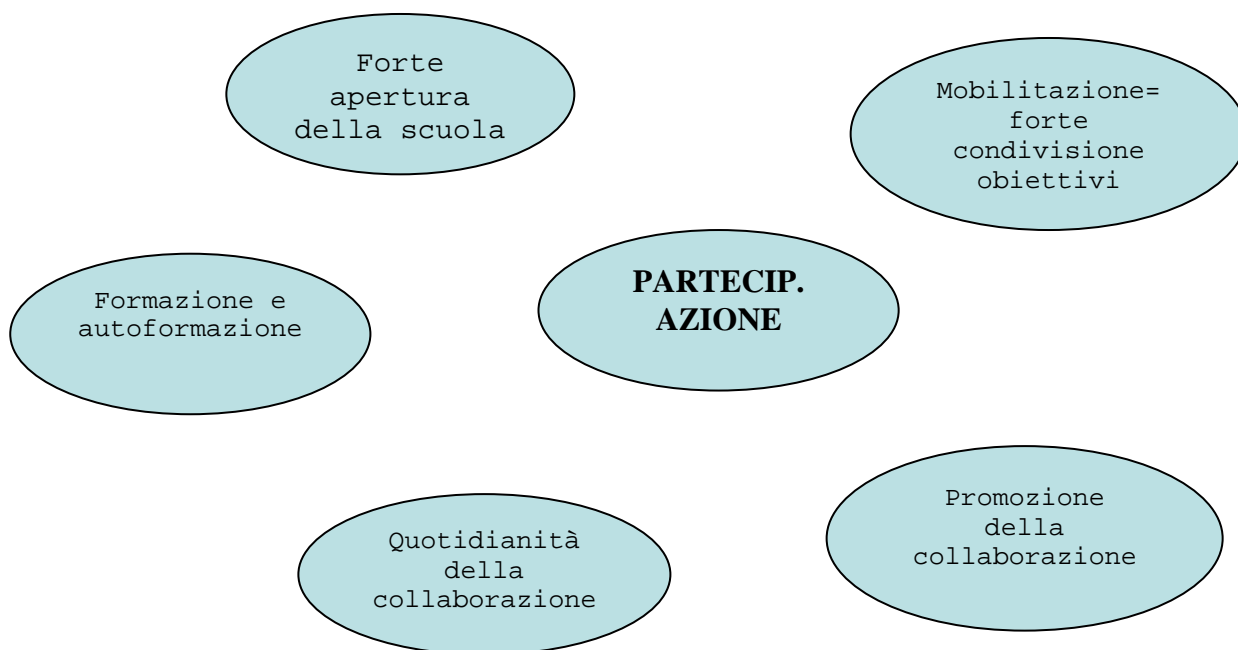 Forte
apertura
della scuola
Mobilitazione=
forte
condivisione
obiettivi
Formazione e
autoformazione
PARTECIP.
AZIONE
Quotidianità
della
collaborazione
Promozione
della
collaborazione